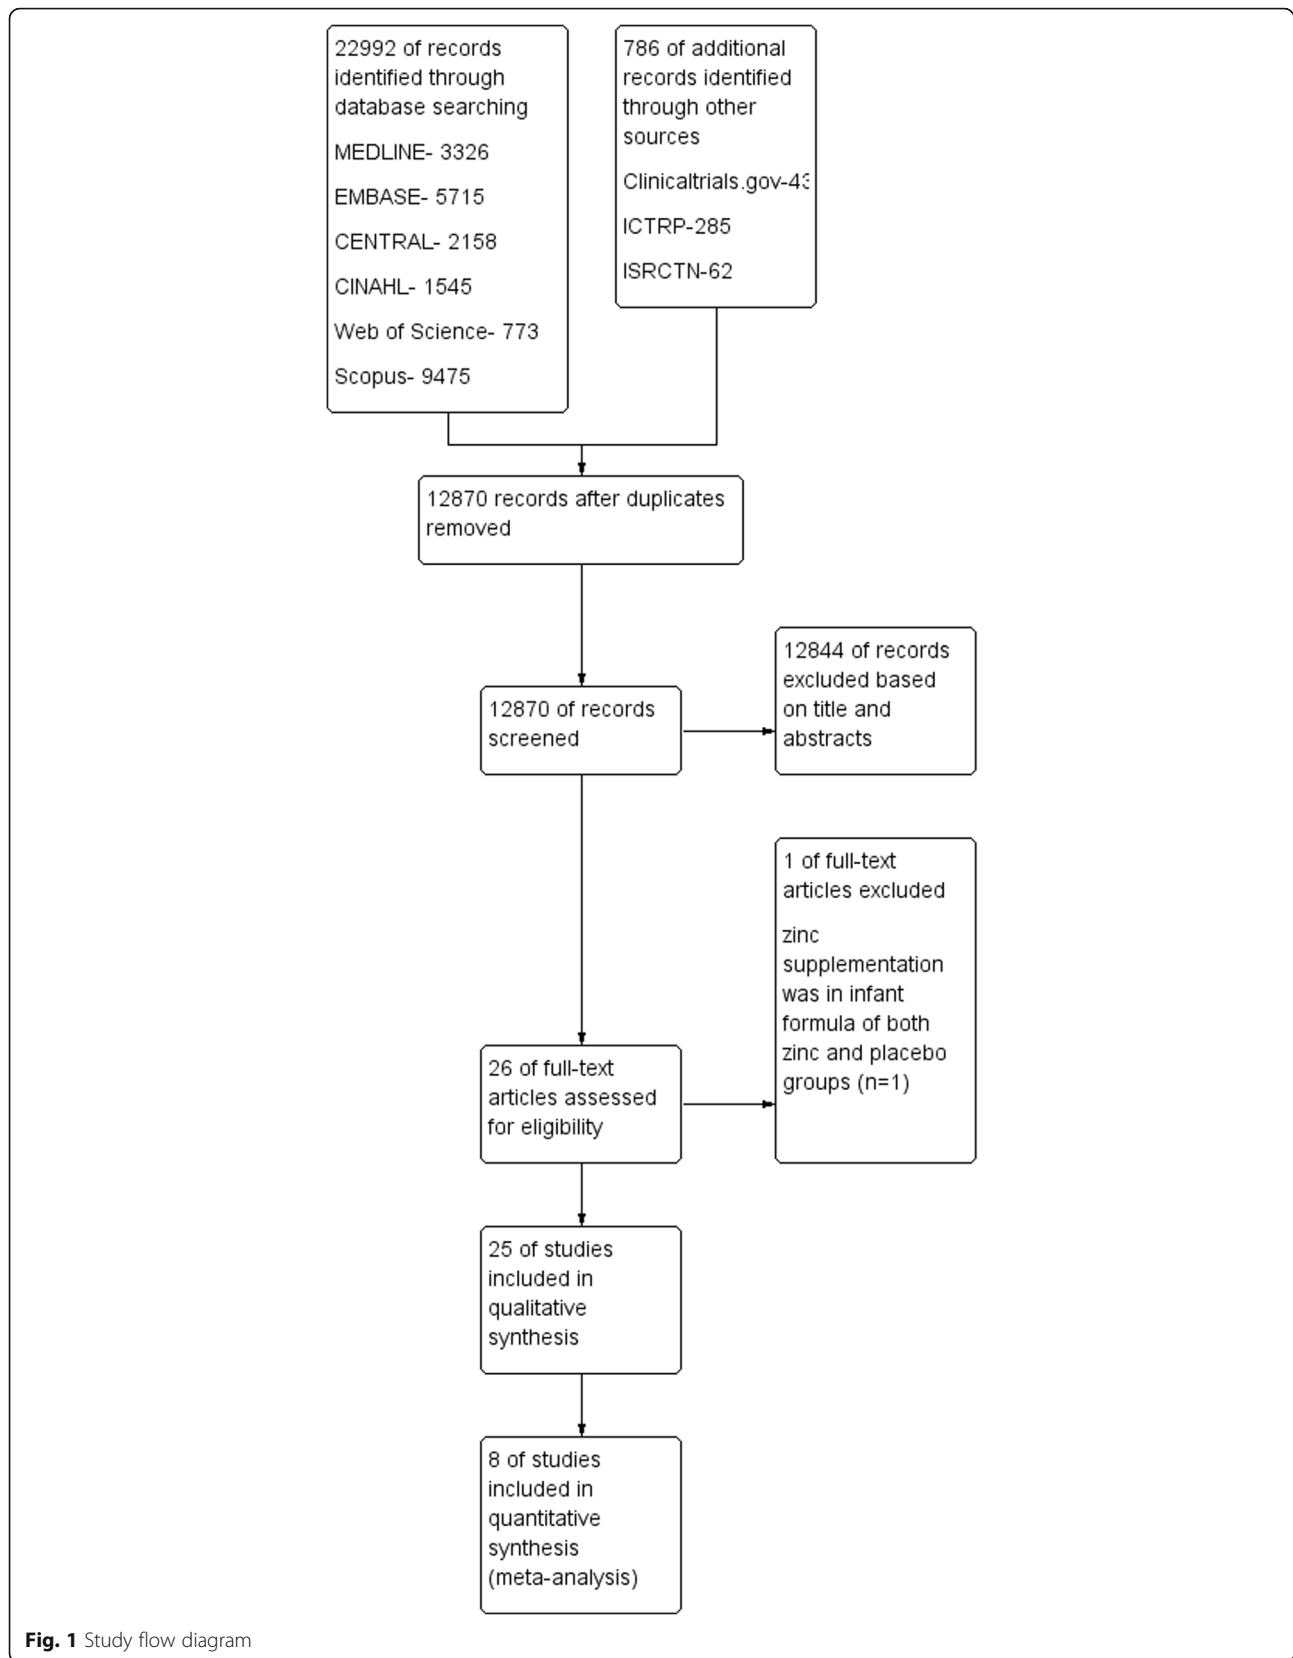 22992 of records
identified through
database searching
MEDLINE- 3326
EMBASE- 5715
CENTRAL- 2158
CINAHL- 1545
Web of Science- 773
Scopus- 9475
786 of additional
records identified
through other
sources
Clinicaltrials.gov-43
ICTRP-285
ISRCTN-62
12870 records after duplicates
removed
12870 of records
screened
12844 of records
excluded based
on title and
abstracts
1 of full-text
articles excluded
zinc
supplementation
was in infant
formula of both
zinc and placebo
groups (n=1)
26 of full-text
articles assessed
for eligibility
25 of studies
included in
qualitative
synthesis
8 of studies
included in
quantitative
synthesis
(meta-analysis)
Fig. 1 Study flow diagram